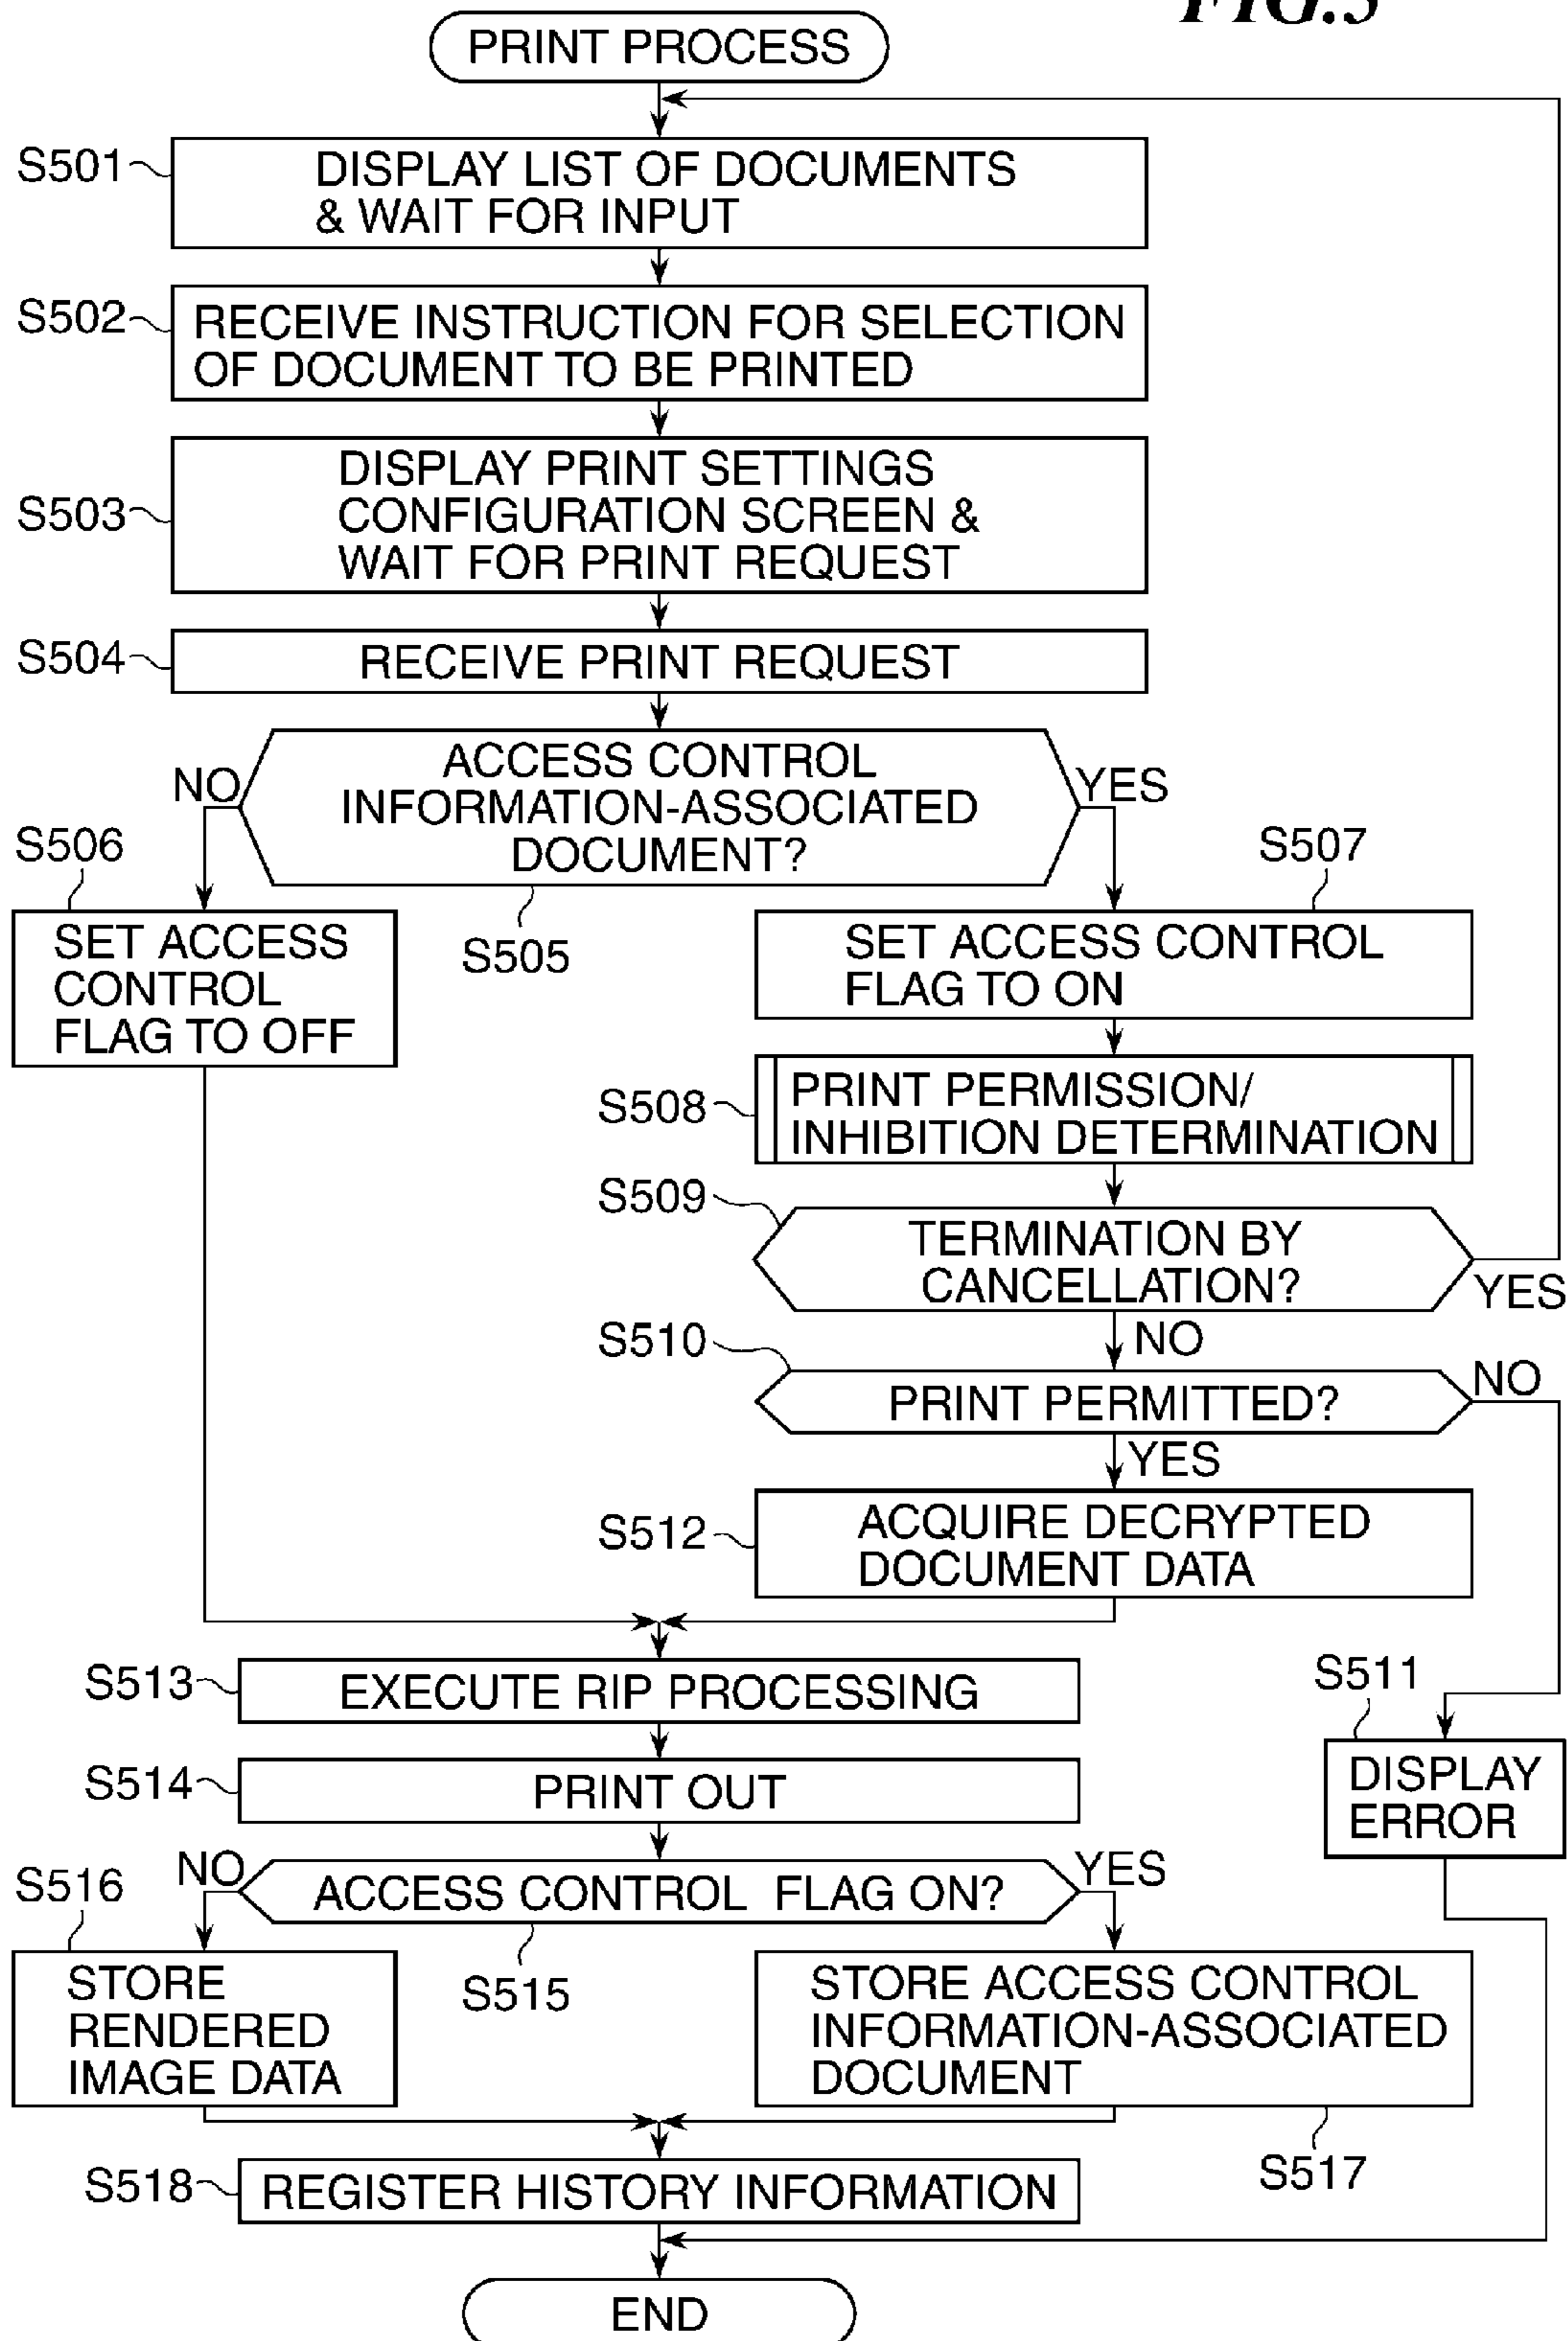 FIG.5
PRINT PROCESS
S501
DISPLAY LIST OF DOCUMENTS
& WAIT FOR INPUT
S502
RECEIVE INSTRUCTION FOR SELECTION
OF DOCUMENT TO BE PRINTED
S503
DISPLAY PRINT SETTINGS
CONFIGURATION SCREEN &
WAIT FOR PRINT REQUEST
S504
RECEIVE PRINT REQUEST
NO
ACCESS CONTROL
INFORMATION-ASSOCIATED
DOCUMENT?
YES
S505
S506
SET ACCESS
CONTROL
FLAG TO OFF
S507
SET ACCESS CONTROL
FLAG TO ON
S508
PRINT PERMISSION/
INHIBITION DETERMINATION
S509
TERMINATION BY
CANCELLATION?
YES
NO
S510
PRINT PERMITTED?
NO
YES
S512
ACQUIRE DECRYPTED
DOCUMENT DATA
S513
EXECUTE RIP PROCESSING
S511
DISPLAY
ERROR
S514
PRINT OUT
NO
ACCESS CONTROL FLAG ON?
YES
S515
S516
STORE
RENDERED
IMAGE DATA
STORE ACCESS CONTROL
INFORMATION-ASSOCIATED
DOCUMENT
S517
S518
REGISTER HISTORY INFORMATION
END